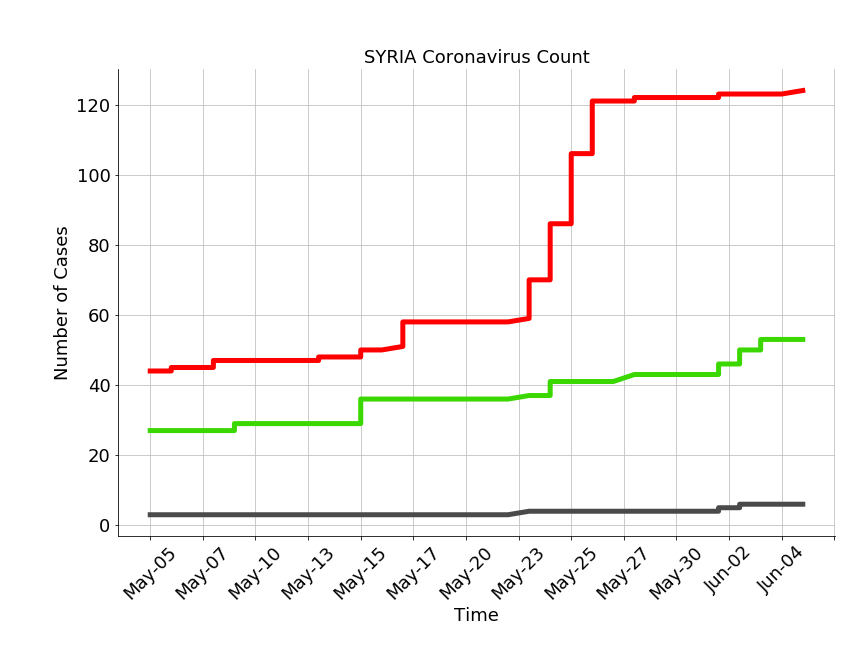 SYRIA Coronavirus Count
120
100
80
60
40
20
0
Number of Cases
May-05
May-07
May-10
May-13
May-15
May-17
May-20
May-23
May-25
May-27
May-30
Jun-02
Jun-04
Time